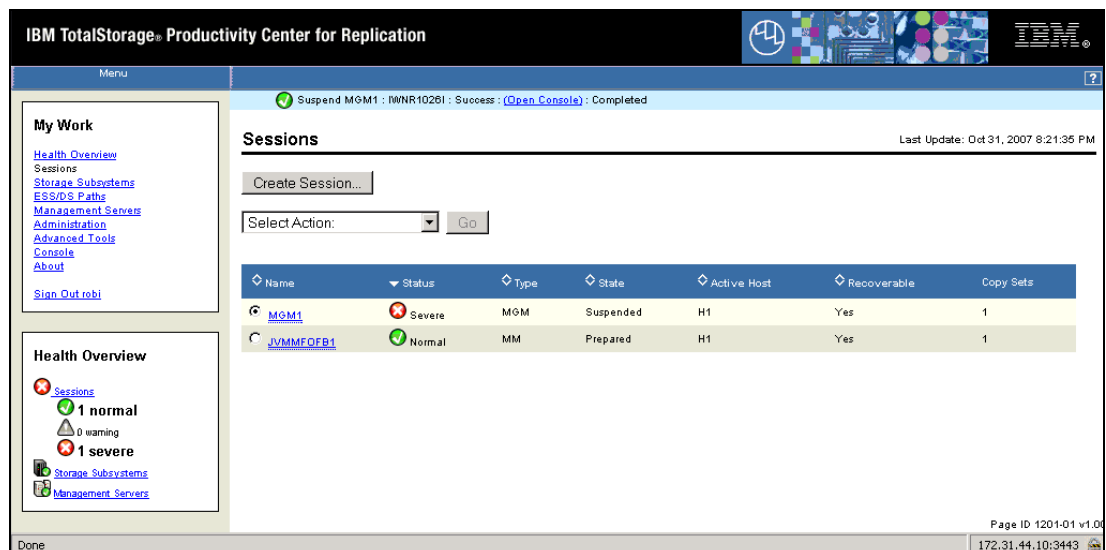 IBM TotalStorage® Productivity Center for Replication
IBM®
Menu
?
Suspend MGM1 : IWNR1026I : Success : (Open Console) : Completed
My Work
Health Overview
Sessions
Storage Subsystems
ESS/DS Paths
Management Servers
Administration
Advanced Tools
Console
About
Sign Out robi
Health Overview
Sessions
1 normal
0 warning
1 severe
Storage Subsystems
Management Servers
Sessions
Last Update: Oct 31, 2007 8:21:35 PM
Create Session...
Select Action: Go
Name Status Type State Active Host Recoverable Copy Sets
MGM1 Severe MGM Suspended H1 Yes 1
JVMMFOFB1 Normal MM Prepared H1 Yes 1
Page ID 1201-01 v1.00
Done
172.31.44.10:3443